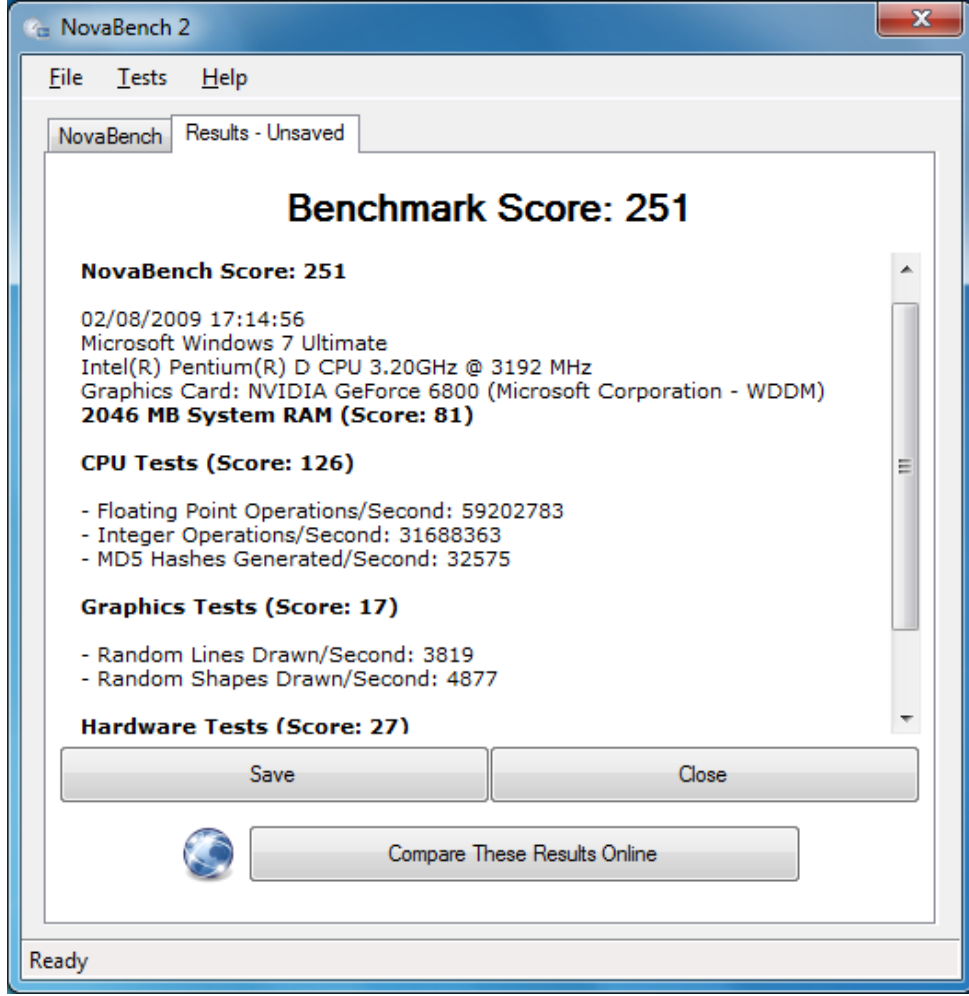 NovaBench 2
File Tests Help
NovaBench Results - Unsaved
Benchmark Score: 251
NovaBench Score: 251
02/08/2009 17:14:56
Microsoft Windows 7 Ultimate
Intel(R) Pentium(R) D CPU 3.20GHz @ 3192 MHz
Graphics Card: NVIDIA GeForce 6800 (Microsoft Corporation - WDDM)
2046 MB System RAM (Score: 81)
CPU Tests (Score: 126)
- Floating Point Operations/Second: 59202783
- Integer Operations/Second: 31688363
- MD5 Hashes Generated/Second: 32575
Graphics Tests (Score: 17)
- Random Lines Drawn/Second: 3819
- Random Shapes Drawn/Second: 4877
Hardware Tests (Score: 27)
Save Close
Compare These Results Online
Ready